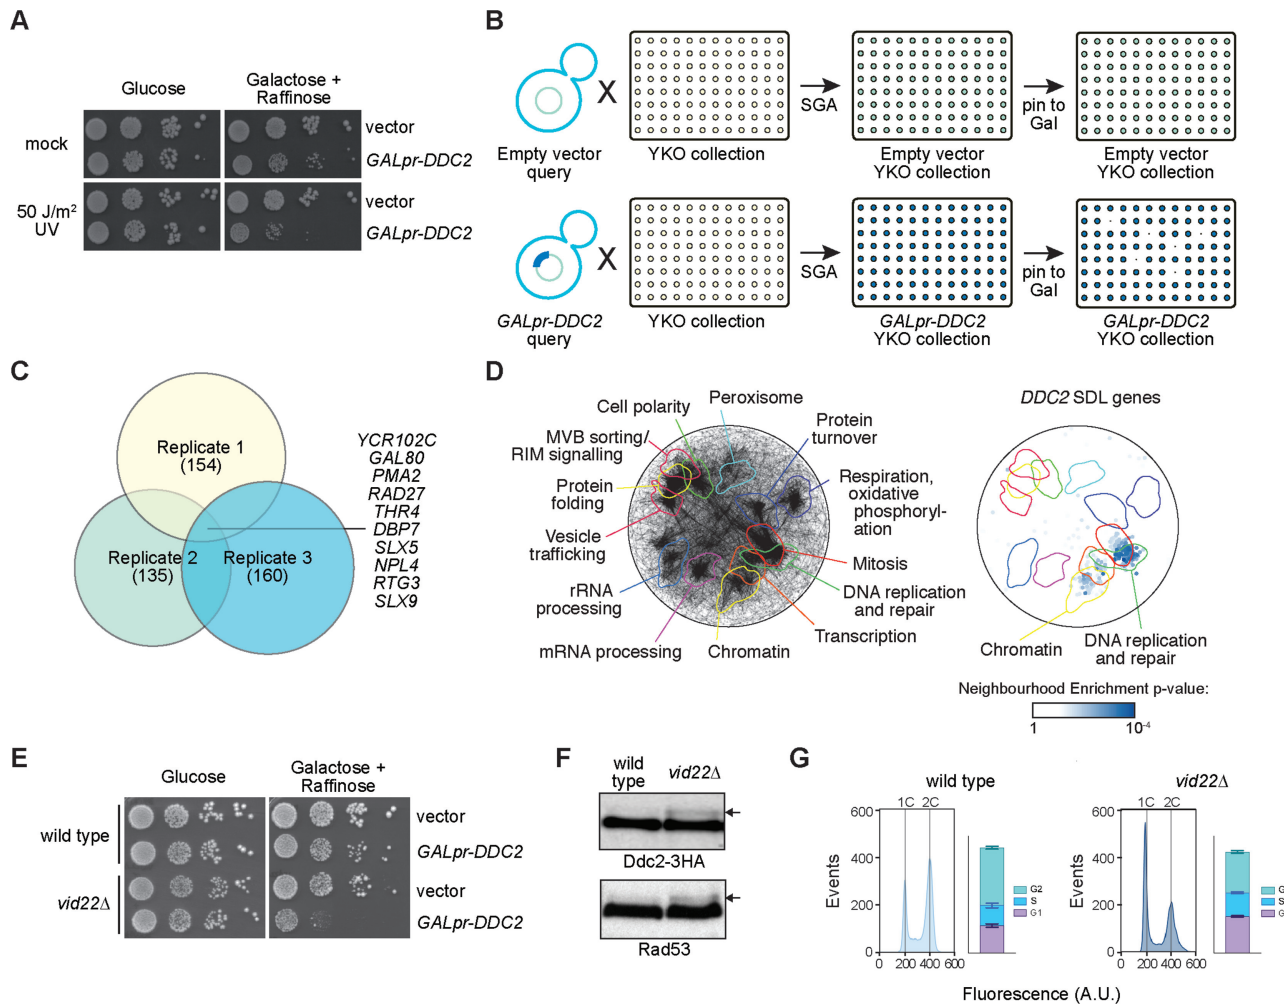 A
Glucose
Galactose +
Raffinose
mock
vector
GALpr-DDC2
50 J/m²
UV
vector
GALpr-DDC2
B
Empty vector
query
X
YKO collection
SGA
Empty vector
YKO collection
pin to
Gal
Empty vector
YKO collection
GALpr-DDC2
query
X
YKO collection
SGA
GALpr-DDC2
YKO collection
pin to
Gal
GALpr-DDC2
YKO collection
C
Replicate 1
(154)
Replicate 2
(135)
Replicate 3
(160)
YCR102C
GAL80
PMA2
RAD27
THR4
DBP7
SLX5
NPL4
RTG3
SLX9
D
Cell polarity
Peroxisome
MVB sorting/
RIM signalling
Protein
turnover
Protein
folding
Respiration,
oxidative
phosphoryl-
ation
Vesicle
trafficking
Mitosis
rRNA
processing
DNA replication
and repair
Transcription
mRNA processing
Chromatin
DDC2 SDL genes
Chromatin
DNA replication
and repair
Neighbourhood Enrichment p-value:
1
10⁻⁴
E
Glucose
Galactose +
Raffinose
wild type
vector
GALpr-DDC2
vid22Δ
vector
GALpr-DDC2
F
wild
type
vid22Δ
Ddc2-3HA
Rad53
G
wild type
1C 2C
600
400
200
0
Events
0 200 400 600
G2
S
G1
vid22Δ
1C 2C
600
400
200
0
Events
0 200 400 600
G
S
G
Fluorescence (A.U.)